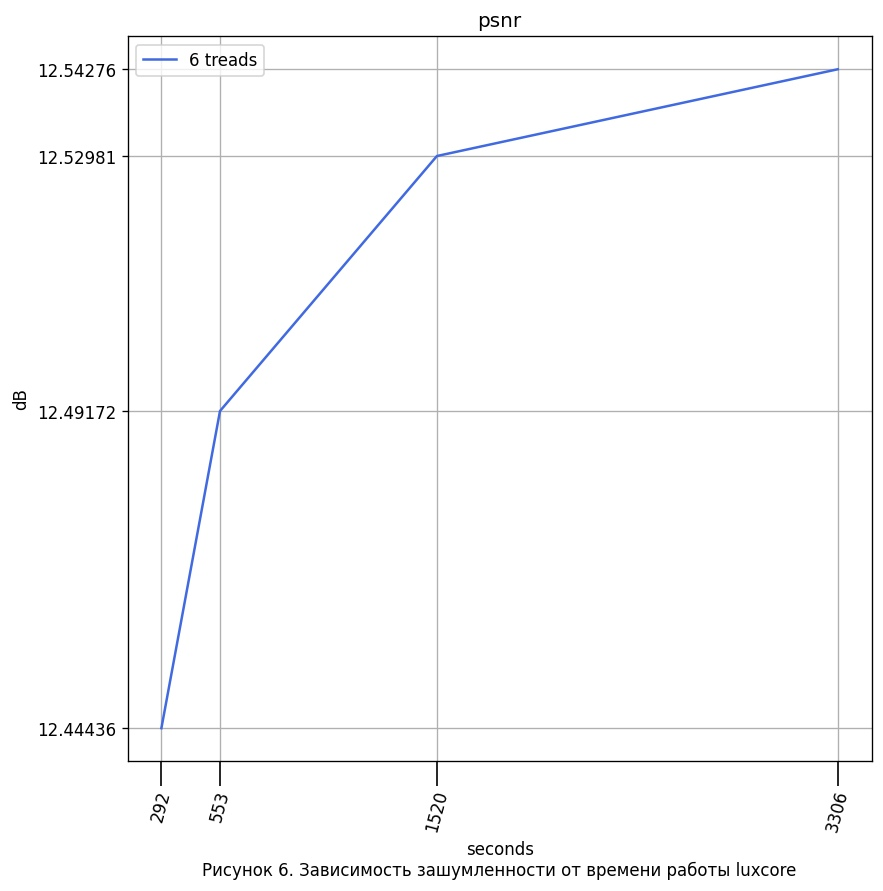 psnr
6 treads
12.54276
12.52981
12.49172
12.44436
dB
292
553
1520
3306
seconds
Рисунок 6. Зависимость зашумленности от времени работы luxcore